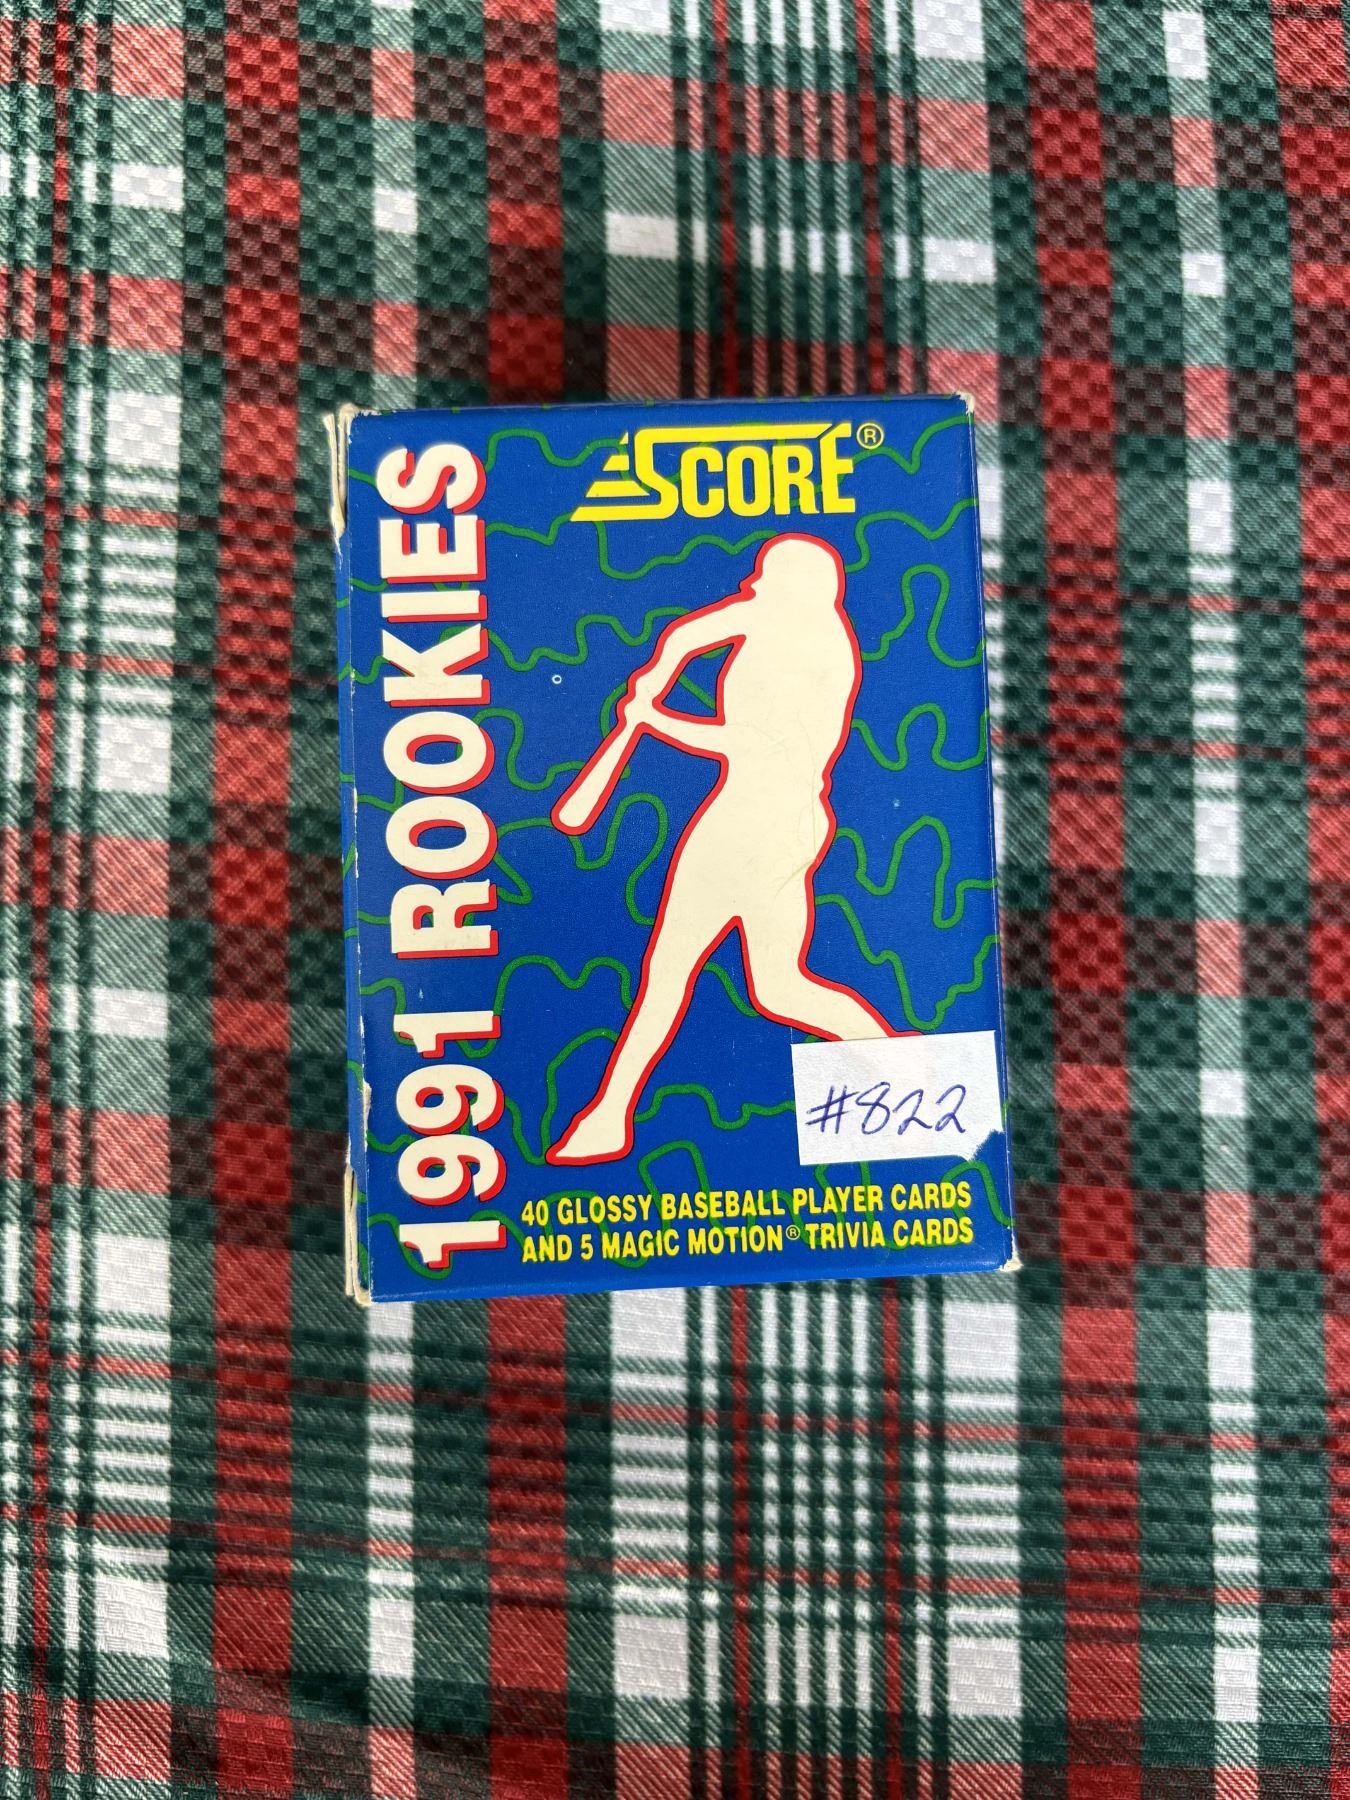 SCORE®
1991 ROOKIES
#822
40 GLOSSY BASEBALL PLAYER CARDS
AND 5 MAGIC MOTION® TRIVIA CARDS